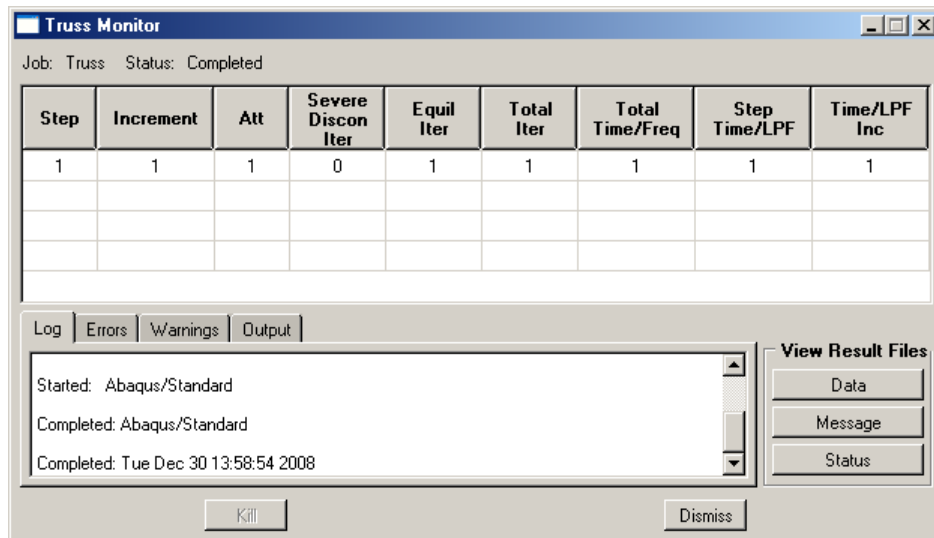 Truss Monitor
Job: Truss Status: Completed
Step Increment Att Severe Discon Iter Equil Iter Total Iter Total Time/Freq Step Time/LPF Time/LPF Inc
1 1 1 0 1 1 1 1 1
Log Errors Warnings Output
Started: Abaqus/Standard
Completed: Abaqus/Standard
Completed: Tue Dec 30 13:58:54 2008
View Result Files
Data
Message
Status
Kill Dismiss